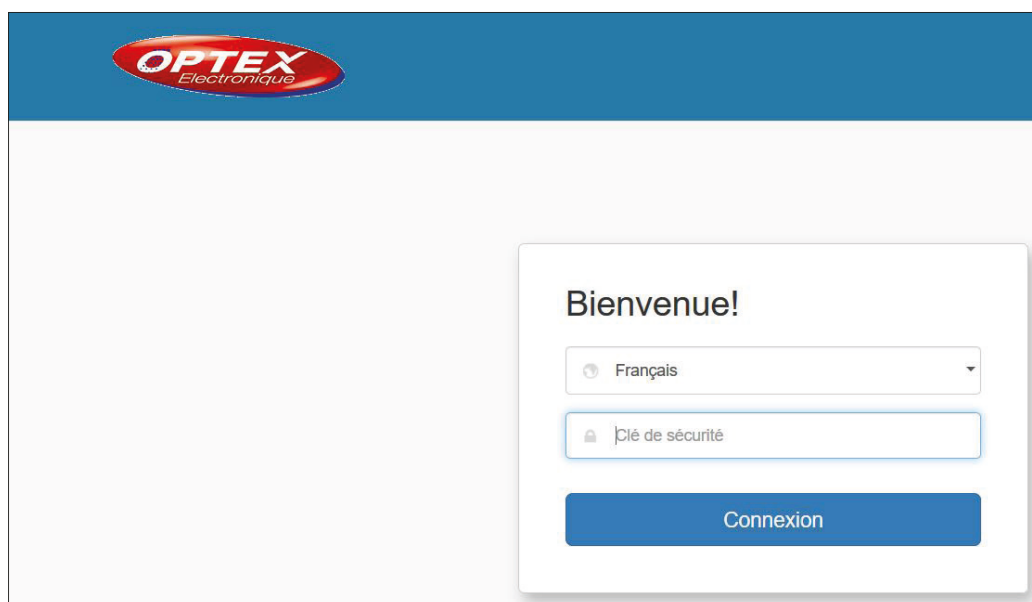 OPTEX
Electronique
Bienvenue!
Français
Clé de sécurité
Connexion